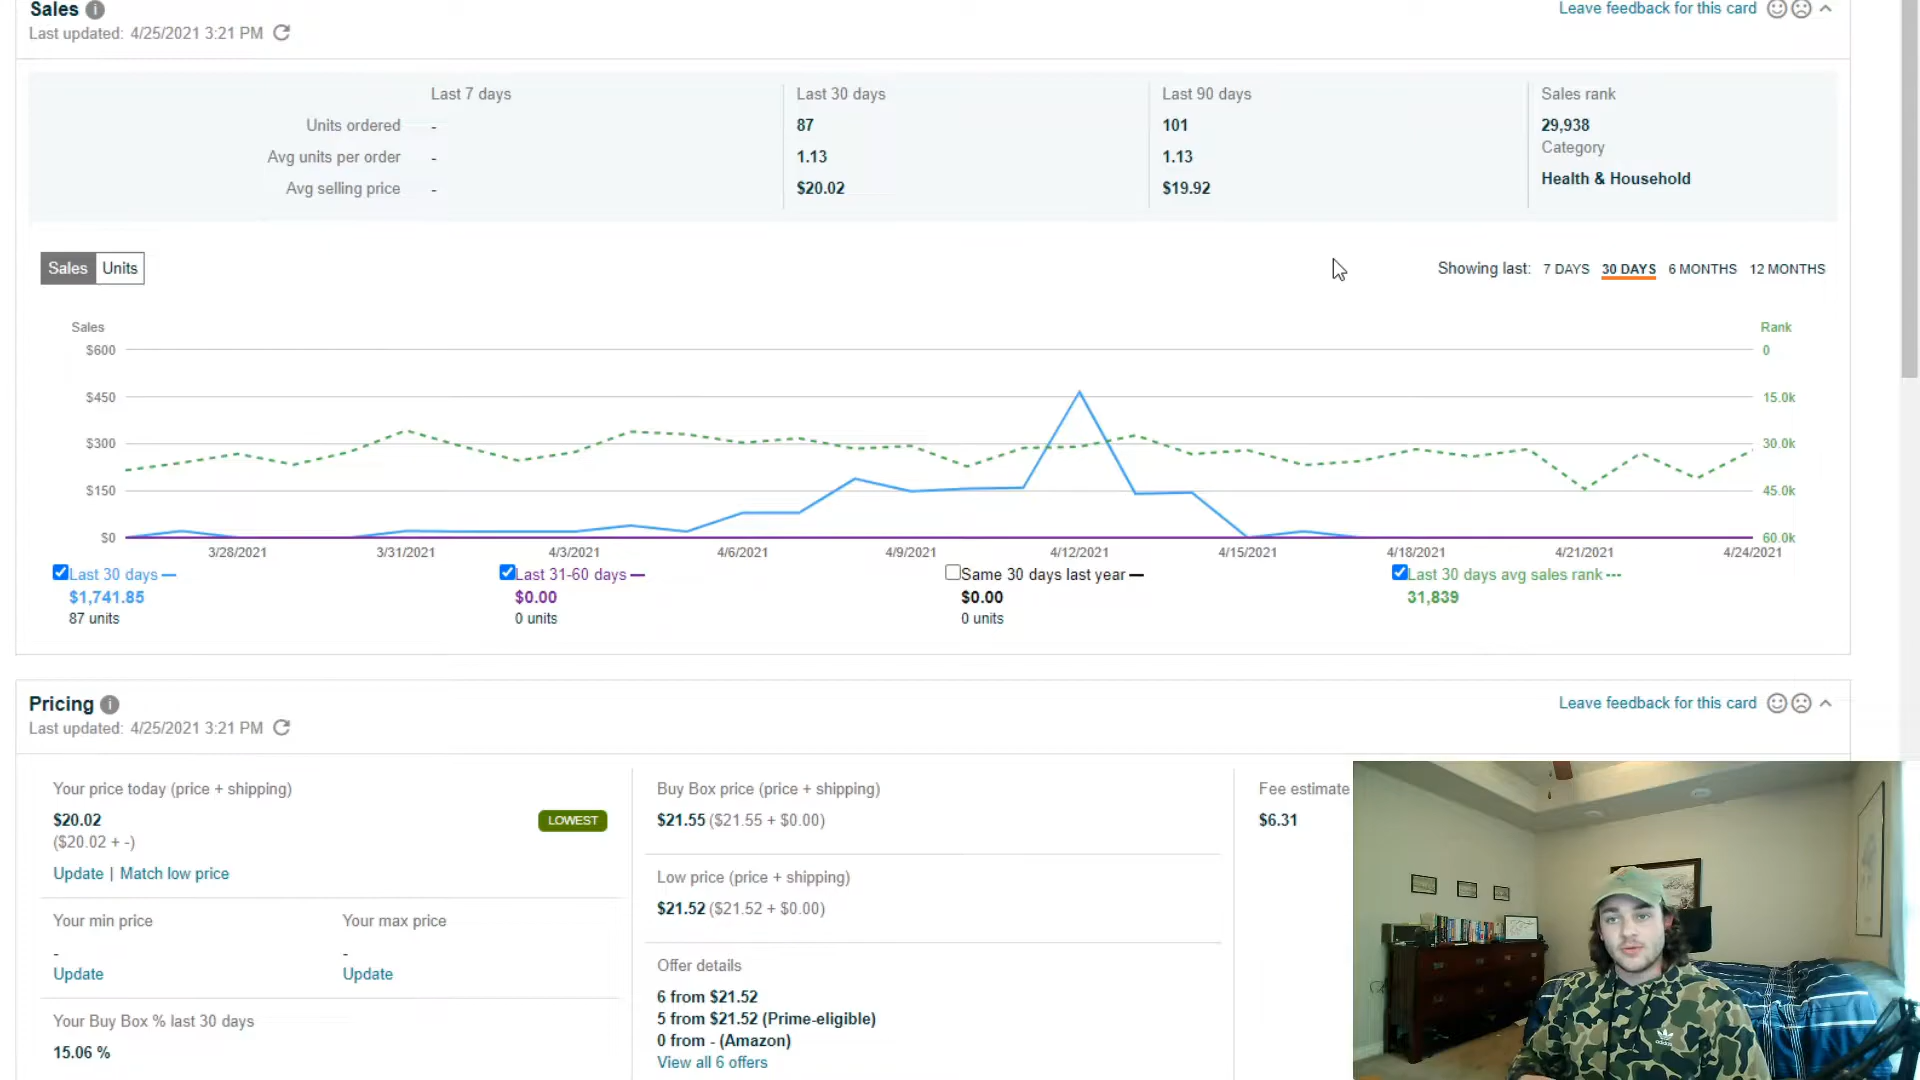 Sales
Leave feedback for this card
Last updated: 4/25/2021 3:21 PM
Last 7 days
Last 30 days
Last 90 days
Sales rank
Units ordered
-
87
101
29,938
Category
Avg units per order
-
1.13
1.13
Health & Household
Avg selling price
-
$20.02
$19.92
Sales
Units
Showing last: 7 DAYS 30 DAYS 6 MONTHS 12 MONTHS
Sales
Rank
$600
0
$450
15.0k
$300
30.0k
$150
45.0k
$0
60.0k
3/28/2021
3/31/2021
4/3/2021
4/6/2021
4/9/2021
4/12/2021
4/15/2021
4/18/2021
4/21/2021
4/24/2021
Last 30 days
$1,741.85
87 units
Last 31-60 days
$0.00
0 units
Same 30 days last year
$0.00
0 units
Last 30 days avg sales rank
31,839
Pricing
Leave feedback for this card
Last updated: 4/25/2021 3:21 PM
Your price today (price + shipping)
$20.02
LOWEST
($20.02 + -)
Update | Match low price
Your min price
-
Update
Your max price
-
Update
Your Buy Box % last 30 days
15.06 %
Buy Box price (price + shipping)
$21.55 ($21.55 + $0.00)
Low price (price + shipping)
$21.52 ($21.52 + $0.00)
Offer details
6 from $21.52
5 from $21.52 (Prime-eligible)
0 from - (Amazon)
View all 6 offers
Fee estimate
$6.31
adidas